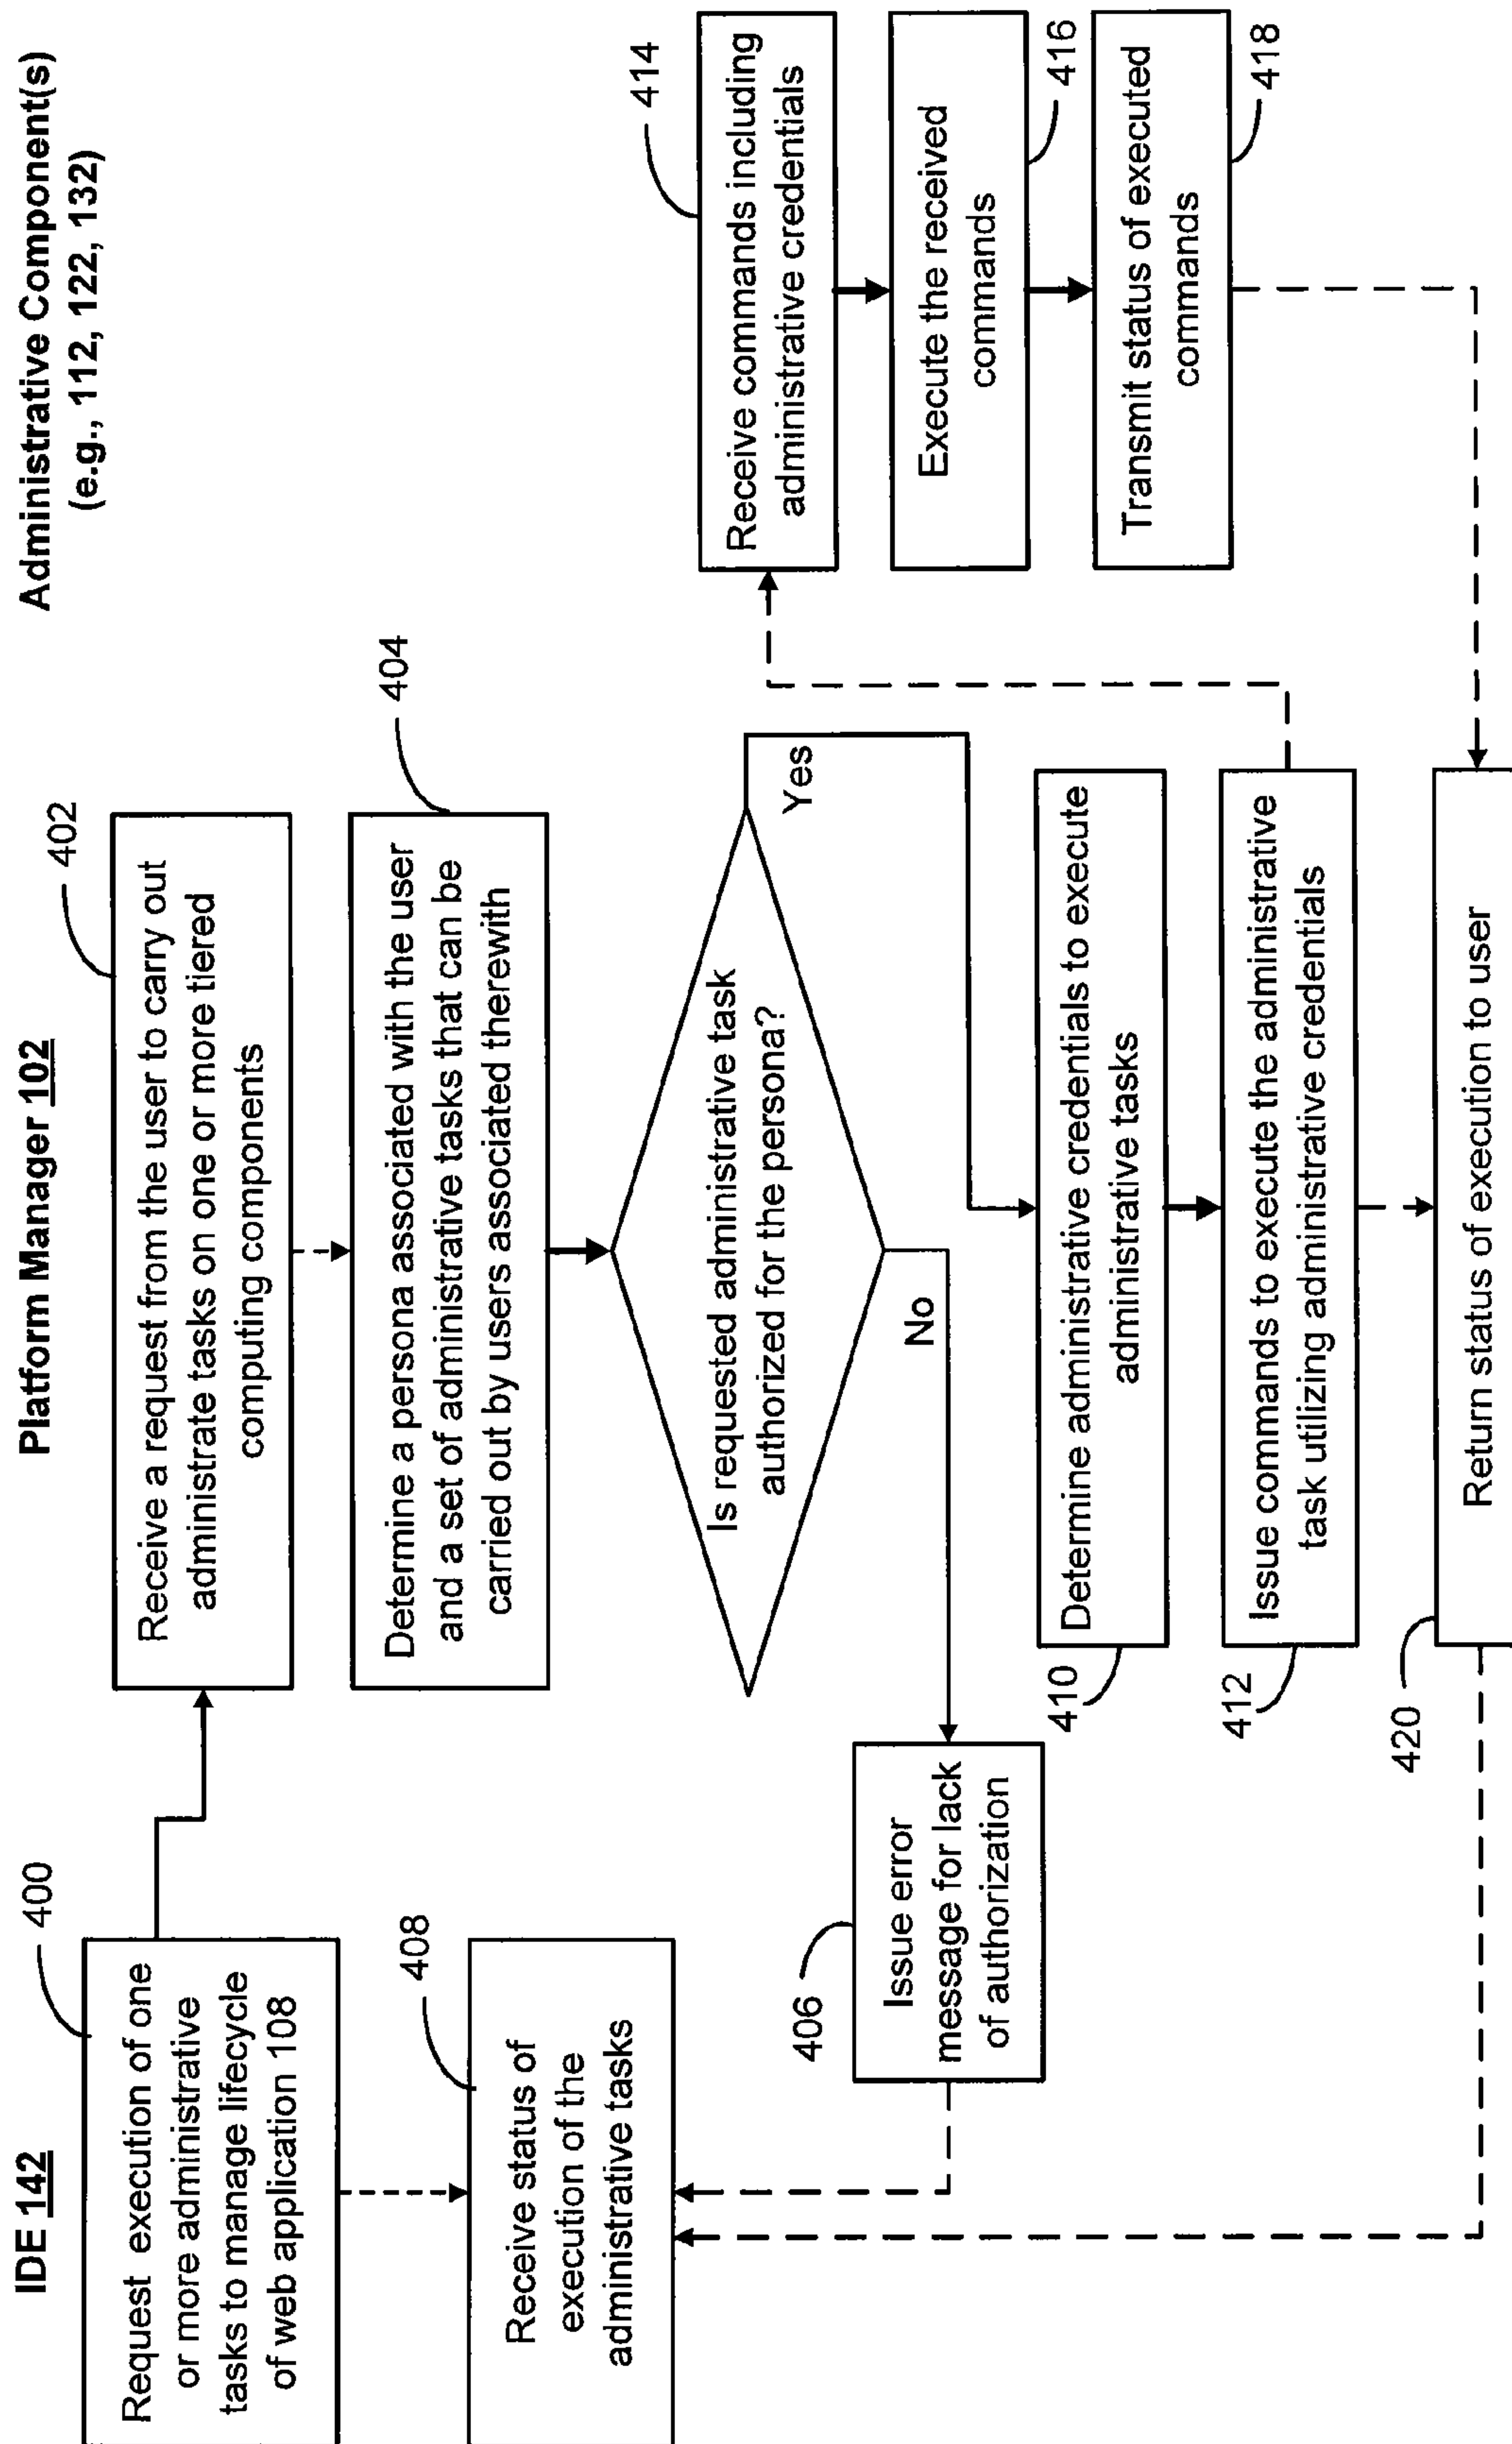 IDE 142
Platform Manager 102
Administrative Component(s)
(e.g., 112, 122, 132)
400
Request execution of one
or more administrative
tasks to manage lifecycle
of web application 108
408
Receive status of
execution of the
administrative tasks
402
Receive a request from the user to carry out
administrate tasks on one or more tiered
computing components
404
Determine a persona associated with the user
and a set of administrative tasks that can be
carried out by users associated therewith
Is requested administrative task
authorized for the persona?
Yes
No
406
Issue error
message for lack
of authorization
410
Determine administrative credentials to execute
administrative tasks
412
Issue commands to execute the administrative
task utilizing administrative credentials
414
Receive commands including
administrative credentials
Execute the received
commands
416
Transmit status of executed
commands
418
420
Return status of execution to user